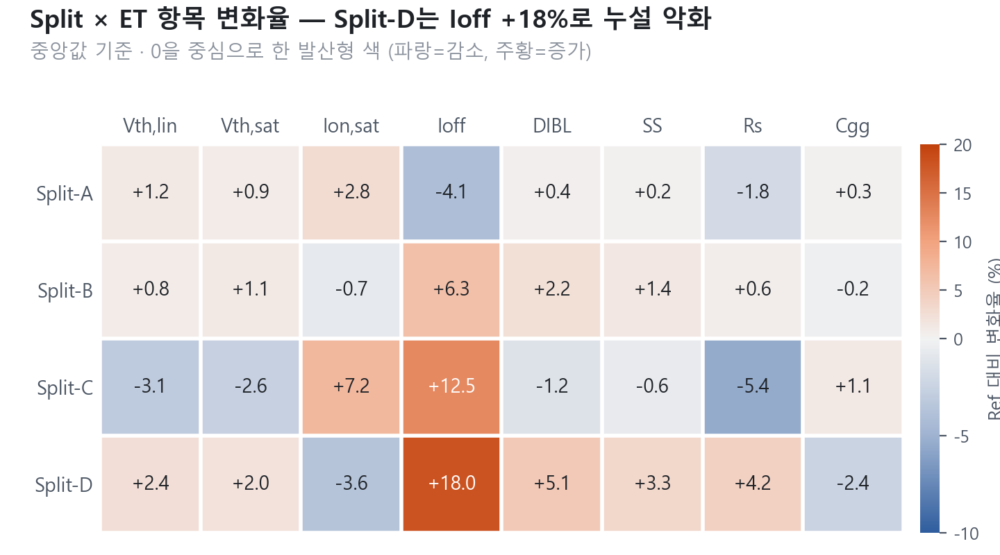 Split × ET 항목 변화율 — Split-D는 Ioff +18%로 누설 악화
중앙값 기준 · 0을 중심으로 한 발산형 색 (파랑=감소, 주황=증가)
Vth,lin Vth,sat Ion,sat Ioff DIBL SS Rs Cgg
Split-A +1.2 +0.9 +2.8 -4.1 +0.4 +0.2 -1.8 +0.3
Split-B +0.8 +1.1 -0.7 +6.3 +2.2 +1.4 +0.6 -0.2
Split-C -3.1 -2.6 +7.2 +12.5 -1.2 -0.6 -5.4 +1.1
Split-D +2.4 +2.0 -3.6 +18.0 +5.1 +3.3 +4.2 -2.4
20
15
10
5
0
-5
-10
Ref 대비 변화율 (%)